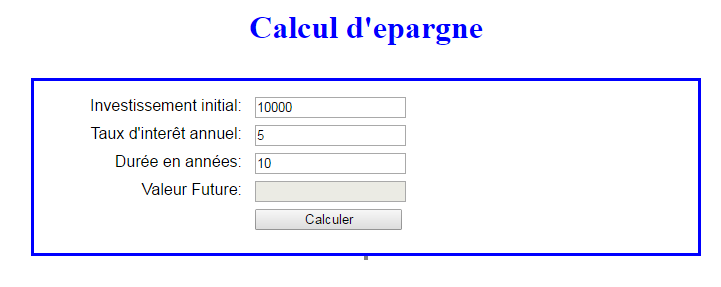 Calcul d'epargne
Investissement initial: 10000
Taux d'interêt annuel: 5
Durée en années: 10
Valeur Future:
Calculer